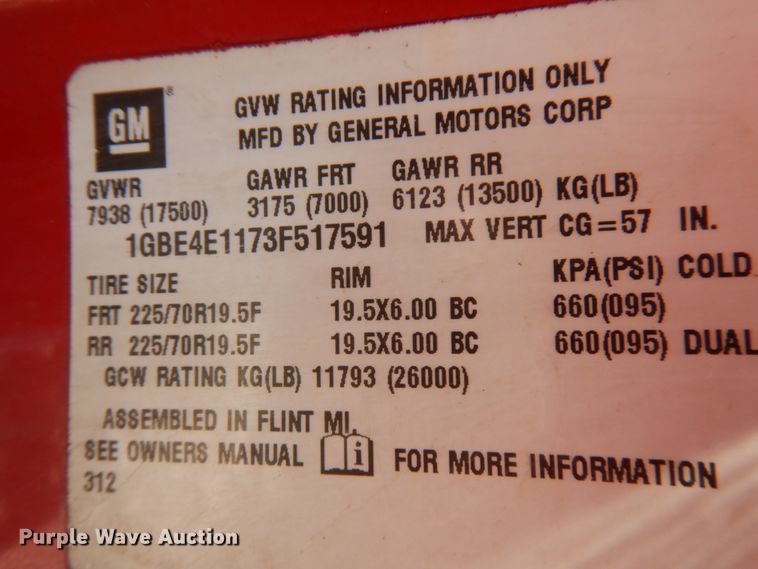 GM ®
GVW RATING INFORMATION ONLY
MFD BY GENERAL MOTORS CORP
GVWR GAWR FRT GAWR RR
7938 (17500) 3175 (7000) 6123 (13500) KG(LB)
1GBE4E1173F517591 MAX VERT CG=57 IN.
TIRE SIZE RIM KPA(PSI) COLD
FRT 225/70R19.5F 19.5X6.00 BC 660(095)
RR 225/70R19.5F 19.5X6.00 BC 660(095) DUAL
GCW RATING KG(LB) 11793 (26000)
ASSEMBLED IN FLINT MI.
SEE OWNERS MANUAL i FOR MORE INFORMATION
312
Purple Wave Auction